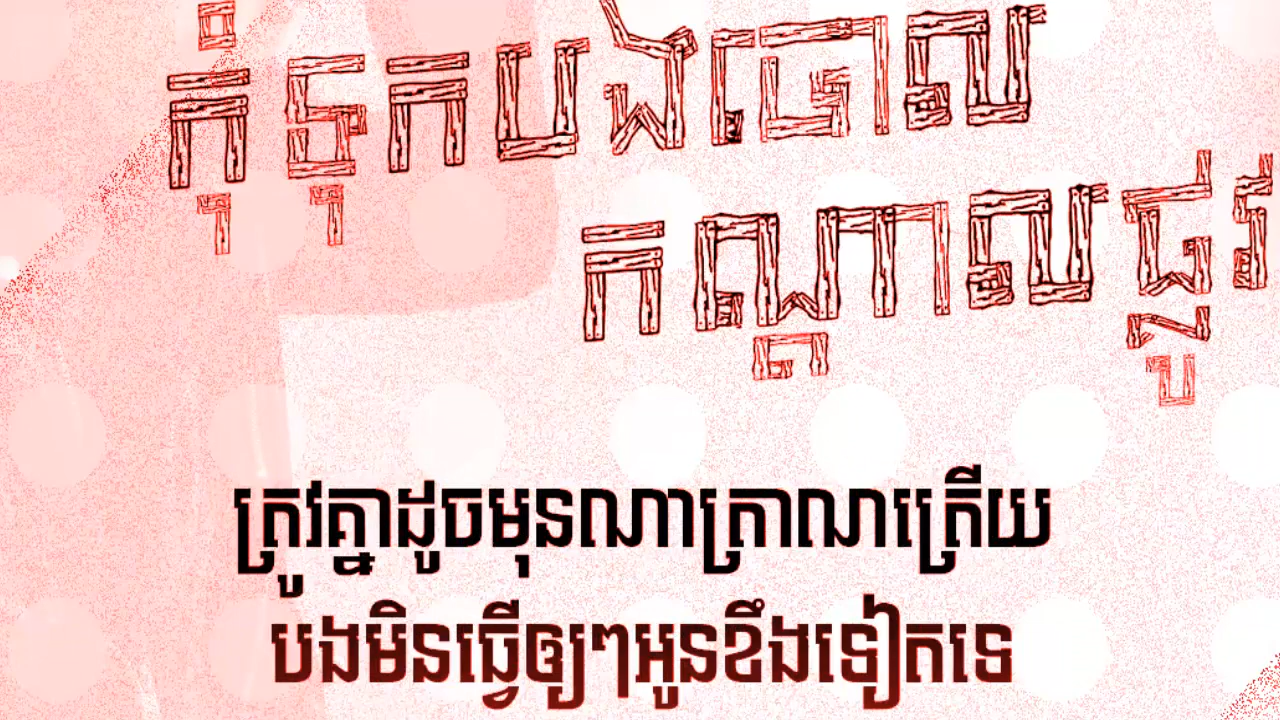 កុំទុកបងចោល
កណ្ដាលផ្លូវ
ត្រូវគ្នាដូចមុនណាត្រាណត្រើយ
បងមិនធ្វើឲ្យៗអូនខឹងទៀតទេ